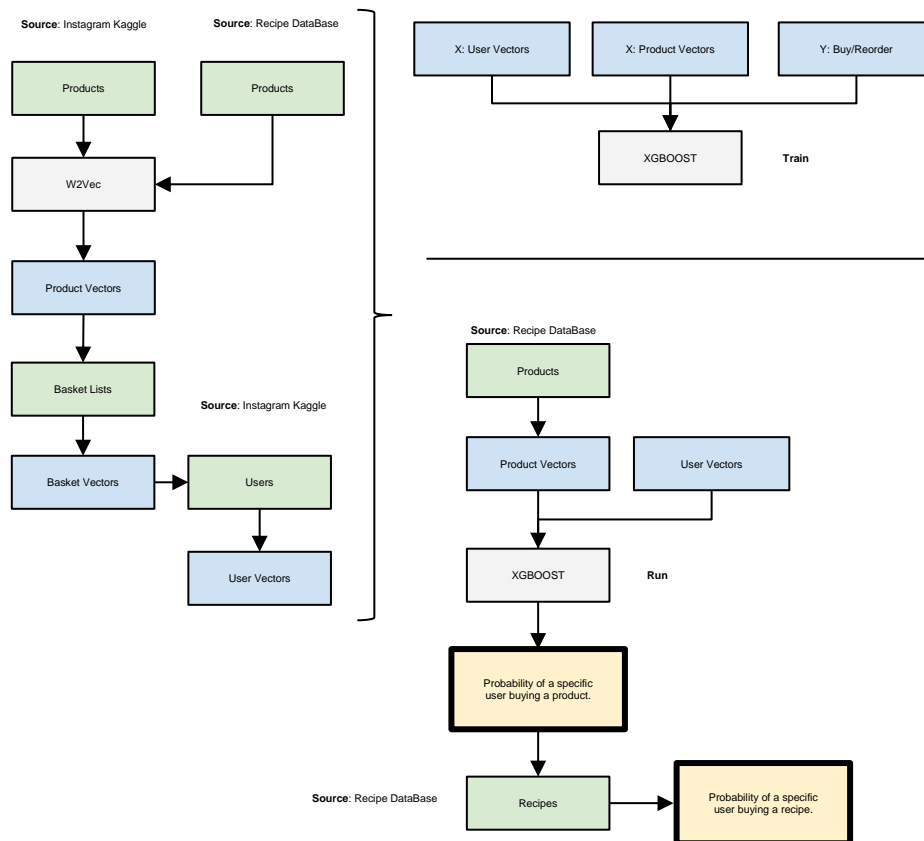 Source: Instagram Kaggle
Source: Recipe DataBase
Products
Products
W2Vec
Product Vectors
Basket Lists
Source: Instagram Kaggle
Basket Vectors
Users
User Vectors
X: User Vectors
X: Product Vectors
Y: Buy/Reorder
XGBOOST
Train
Source: Recipe DataBase
Products
Product Vectors
User Vectors
XGBOOST
Run
Probability of a specific
user buying a product.
Source: Recipe DataBase
Recipes
Probability of a specific
user buying a recipe.